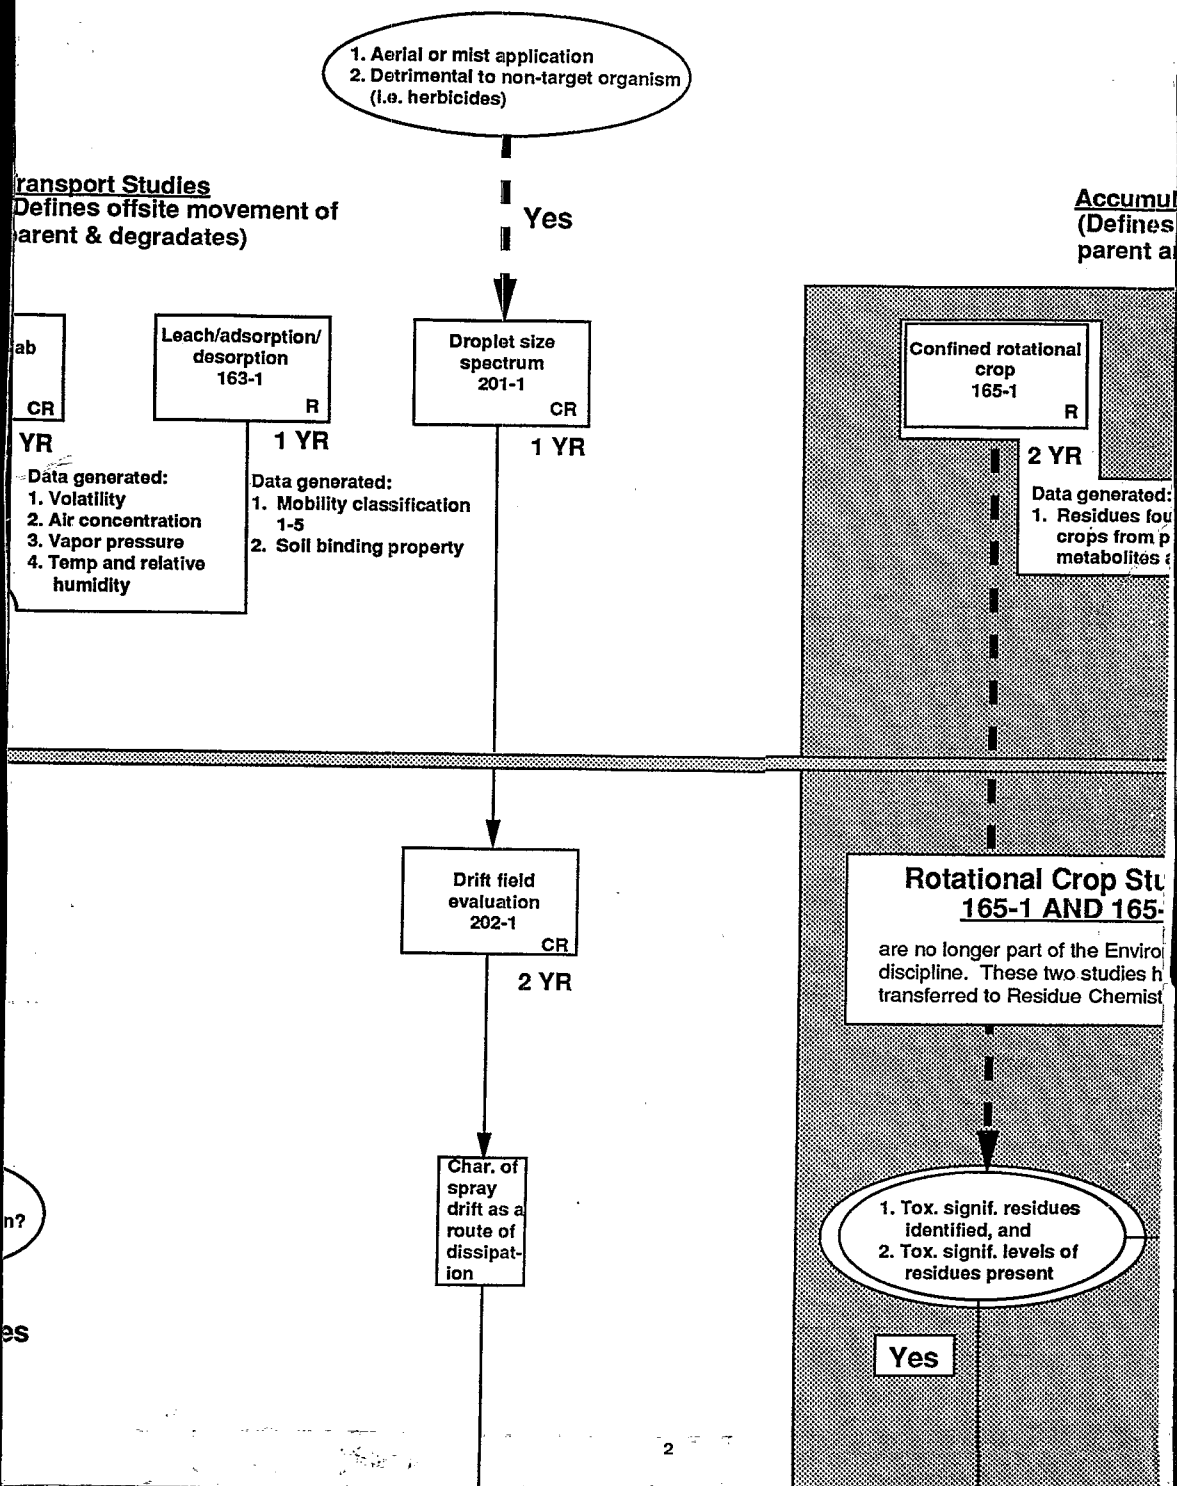 1. Aerial or mist application
2. Detrimental to non-target organism
(i.e. herbicides)
Yes
ransport Studies
Defines offsite movement of
arent & degradates)
Accumul
(Defines
parent a
ab
CR
YR
Data generated:
1. Volatility
2. Air concentration
3. Vapor pressure
4. Temp and relative
humidity
Leach/adsorption/
desorption
163-1
R
1 YR
Data generated:
1. Mobility classification
1-5
2. Soil binding property
Droplet size
spectrum
201-1
CR
1 YR
Confined rotational
crop
165-1
R
2 YR
Data generated:
1. Residues fou
crops from p
metabolites a
Drift field
evaluation
202-1
CR
2 YR
Rotational Crop Stu
165-1 AND 165-
are no longer part of the Enviro
discipline. These two studies h
transferred to Residue Chemist
Char. of
spray
drift as a
route of
dissipat-
ion
n?
es
1. Tox. signif. residues
identified, and
2. Tox. signif. levels of
residues present
Yes
2